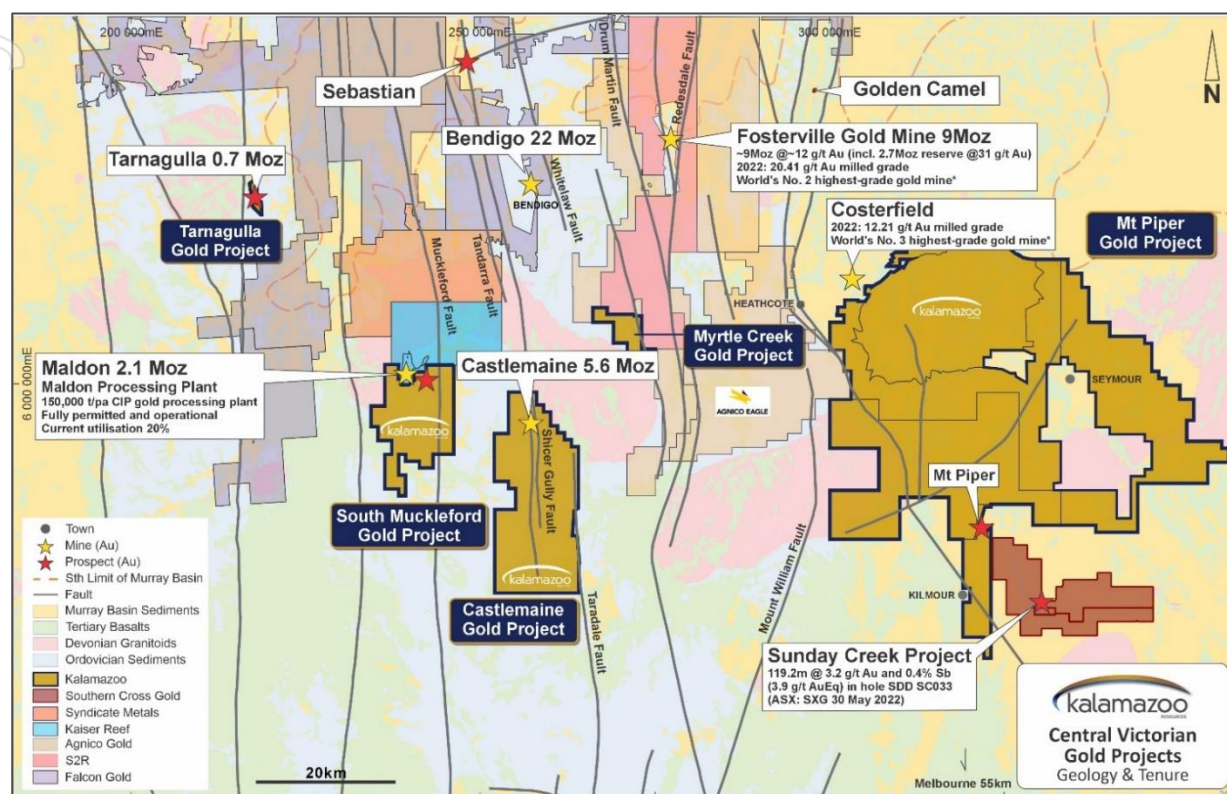 200 000mE
250 000mE
300 000mE
6 000 000mE
N
Sebastian
Golden Camel
Bendigo 22 Moz
BENDIGO
Tarnagulla 0.7 Moz
Tarnagulla
Gold Project
Fosterville Gold Mine 9Moz
~9Moz @~12 g/t Au (incl. 2.7Moz reserve @31 g/t Au)
2022: 20.41 g/t Au milled grade
World's No. 2 highest-grade gold mine*
Costerfield
2022: 12.21 g/t Au milled grade
World's No. 3 highest-grade gold mine*
Mt Piper
Gold Project
Drum Martin Fault
Redesdale Fault
Whitelaw Fault
Tandarra Fault
Muckleford Fault
HEATHCOTE
kalamazoo
Myrtle Creek
Gold Project
AGNICO EAGLE
SEYMOUR
Maldon 2.1 Moz
Maldon Processing Plant
150,000 t/pa CIP gold processing plant
Fully permitted and operational
Current utilisation 20%
Castlemaine 5.6 Moz
kalamazoo
Shicer Gully Fault
South Muckleford
Gold Project
kalamazoo
Castlemaine
Gold Project
Taradale Fault
Mount William Fault
Mt Piper
KILMOUR
Sunday Creek Project
119.2m @ 3.2 g/t Au and 0.4% Sb
(3.9 g/t AuEq) in hole SDD SC033
(ASX: SXG 30 May 2022)
Town
Mine (Au)
Prospect (Au)
Sth Limit of Murray Basin
Fault
Murray Basin Sediments
Tertiary Basalts
Devonian Granitoids
Ordovician Sediments
Kalamazoo
Southern Cross Gold
Syndicate Metals
Kaiser Reef
Agnico Gold
S2R
Falcon Gold
20km
Melbourne 55km
kalamazoo
RESOURCES
Central Victorian
Gold Projects
Geology & Tenure